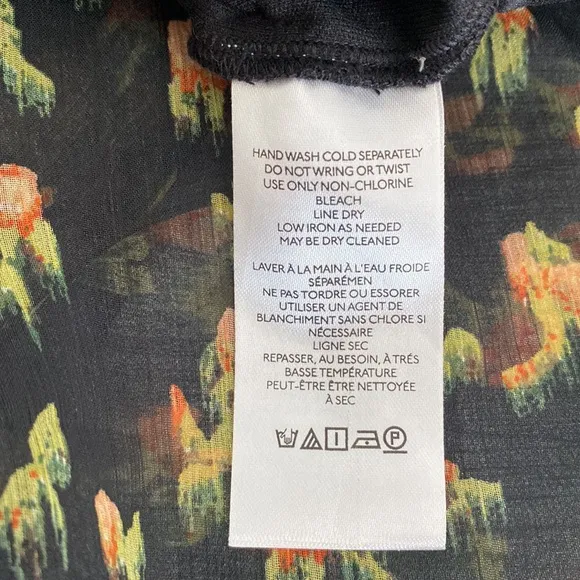 HAND WASH COLD SEPARATELY
DO NOT WRING OR TWIST
USE ONLY NON-CHLORINE
BLEACH
LINE DRY
LOW IRON AS NEEDED
MAY BE DRY CLEANED
LAVER À LA MAIN À L'EAU FROIDE
SÉPARÉMEN
NE PAS TORDRE OU ESSORER
UTILISER UN AGENT DE
BLANCHIMENT SANS CHLORE SI
NÉCESSAIRE
LIGNE SEC
REPASSER, AU BESOIN, À TRÉS
BASSE TEMPÉRATURE
PEUT-ÊTRE ÊTRE NETTOYÉE
À SEC
P